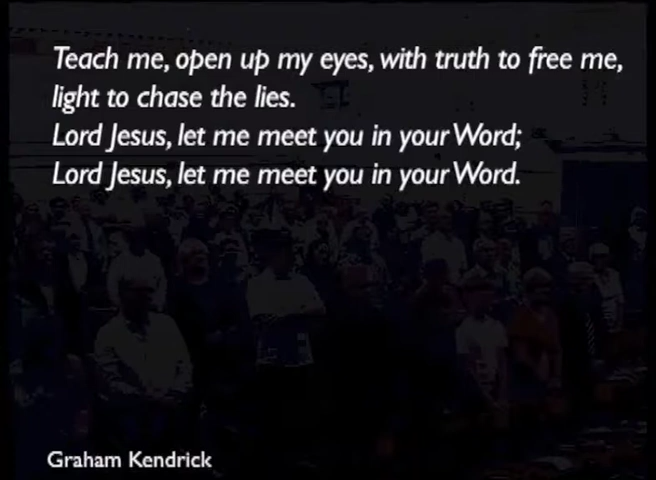 Teach me, open up my eyes, with truth to free me,
light to chase the lies.
Lord Jesus, let me meet you in your Word;
Lord Jesus, let me meet you in your Word.
Graham Kendrick